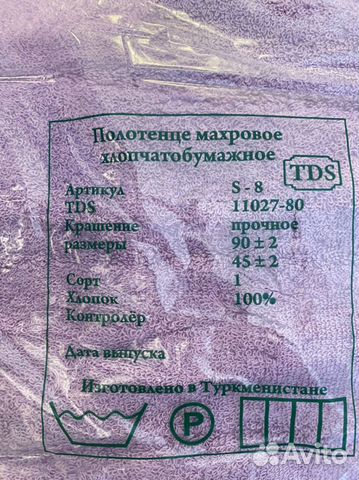 Полотенце махровое
хлопчатобумажное
TDS
Артикул S - 8
TDS 11027-80
Крашение прочное
размеры 90 ± 2
45 ± 2
Сорт 1
Хлопок 100%
Контролёр
Дата выпуска
Изготовлено в Туркменистане
P
Avito